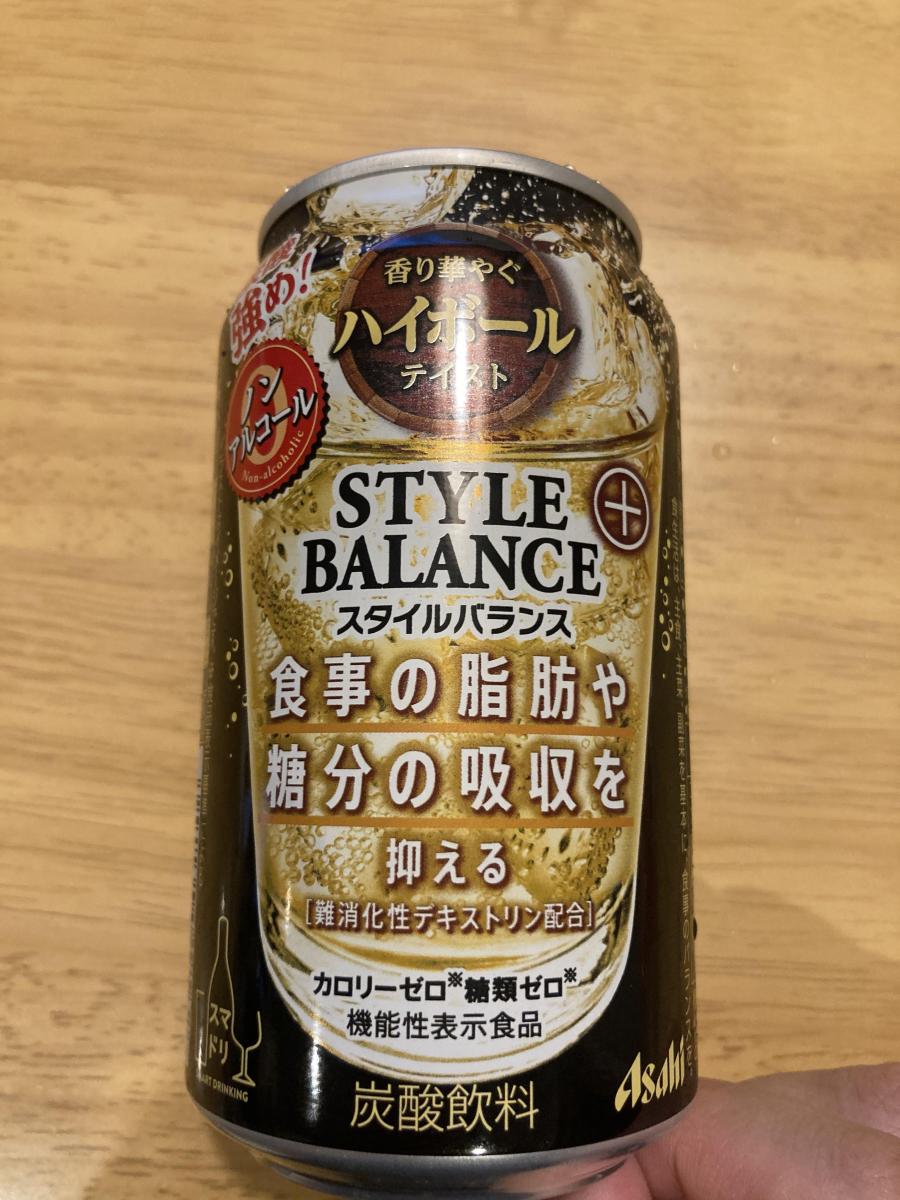 強め!
香り華やぐ
ハイボール
テイスト
ノン
アルコール
Non-alcoholic
STYLE
BALANCE
スタイルバランス
食事の脂肪や
糖分の吸収を
抑える
[難消化性デキストリン配合]
カロリーゼロ※糖類ゼロ※
機能性表示食品
炭酸飲料
スマ
ドリ
DRINKING
Asahi